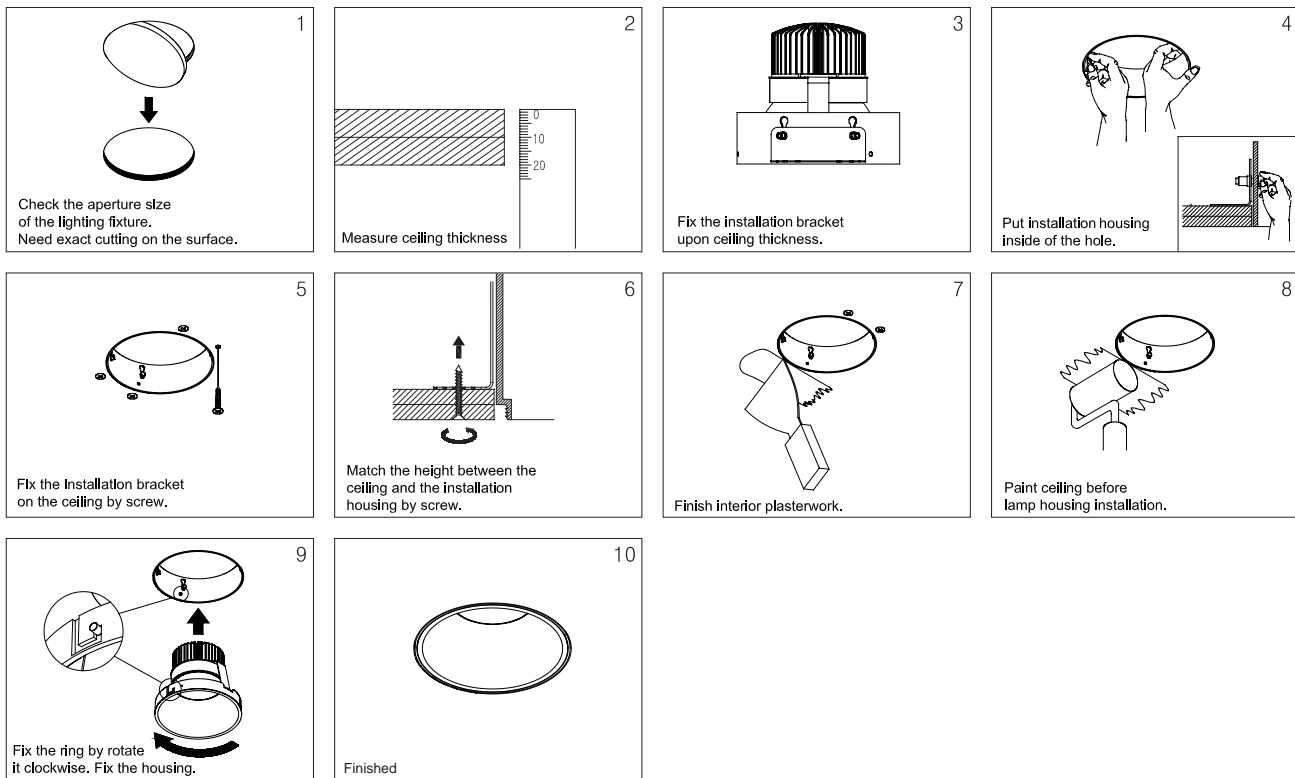 1
Check the aperture size
of the lighting fixture.
Need exact cutting on the surface.
2
0
10
20
Measure ceiling thickness
3
Fix the installation bracket
upon ceiling thickness.
4
Put installation housing
inside of the hole.
5
Fix the installation bracket
on the ceiling by screw.
6
Match the height between the
ceiling and the installation
housing by screw.
7
Finish interior plasterwork.
8
Paint ceiling before
lamp housing installation.
9
Fix the ring by rotate
it clockwise. Fix the housing.
10
Finished